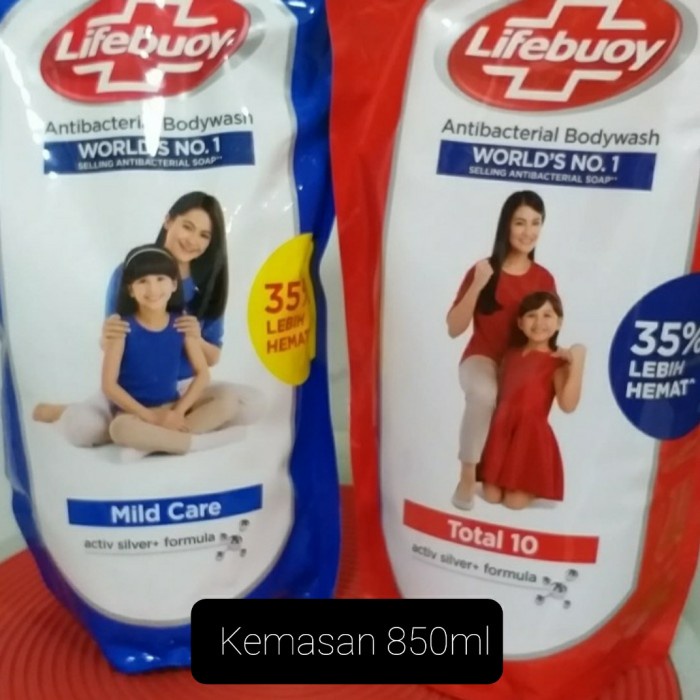 Lifebuoy
Antibacterial Bodywash
WORLD'S NO. 1
SELLING ANTIBACTERIAL SOAP**
35%
LEBIH
HEMAT
Mild Care
activ silver+ formula
Lifebuoy
Antibacterial Bodywash
WORLD'S NO. 1
SELLING ANTIBACTERIAL SOAP**
35%
LEBIH
HEMAT^
Total 10
activ silver+ formula
Kemasan 850ml